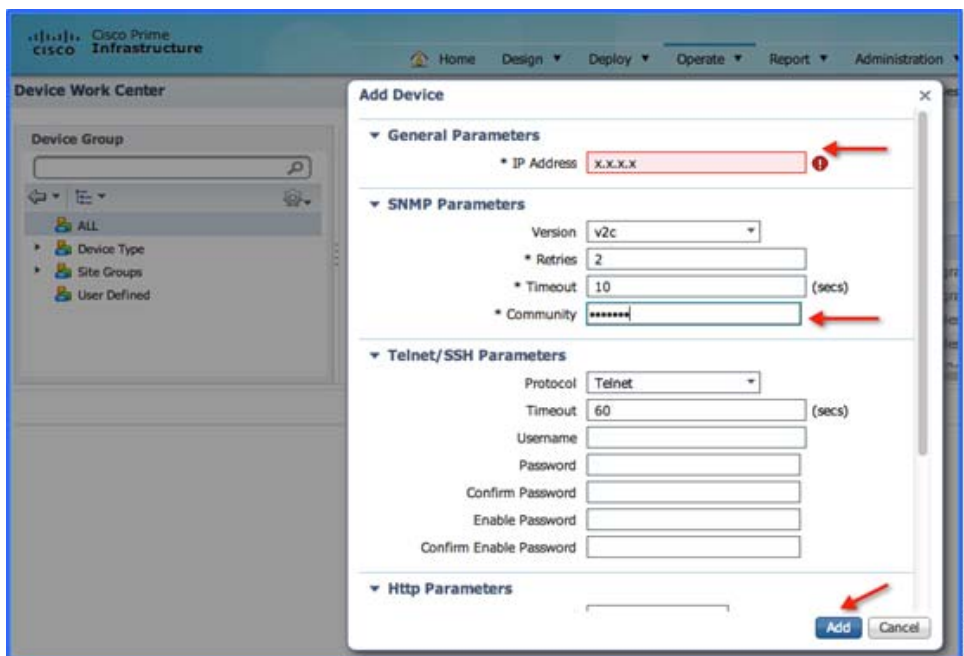 Cisco Prime
CISCO Infrastructure
Home Design Deploy Operate Report Administration
Device Work Center
Device Group
ALL
Device Type
Site Groups
User Defined
Add Device
General Parameters
* IP Address x.x.x.x
SNMP Parameters
Version v2c
* Retries 2
* Timeout 10 (secs)
* Community •••••••
Telnet/SSH Parameters
Protocol Telnet
Timeout 60 (secs)
Username
Password
Confirm Password
Enable Password
Confirm Enable Password
Http Parameters
Add Cancel